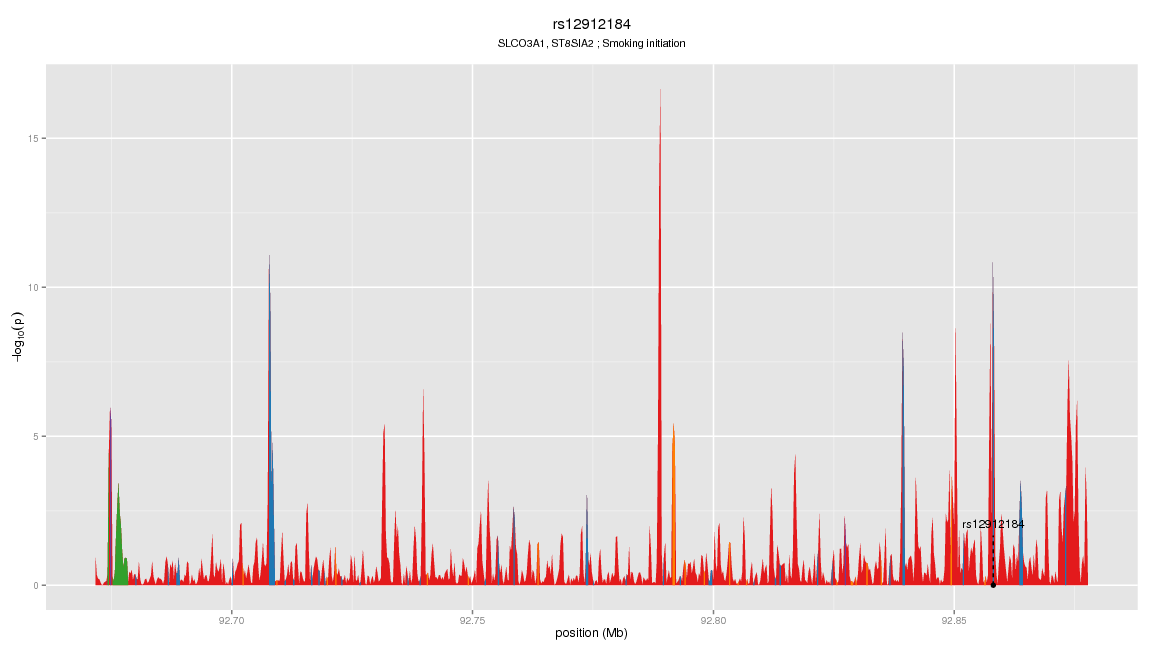 rs12912184
SLCO3A1, ST8SIA2 ; Smoking initiation
15
10
5
0
−log10(p)
rs12912184
92.70
92.75
92.80
92.85
position (Mb)